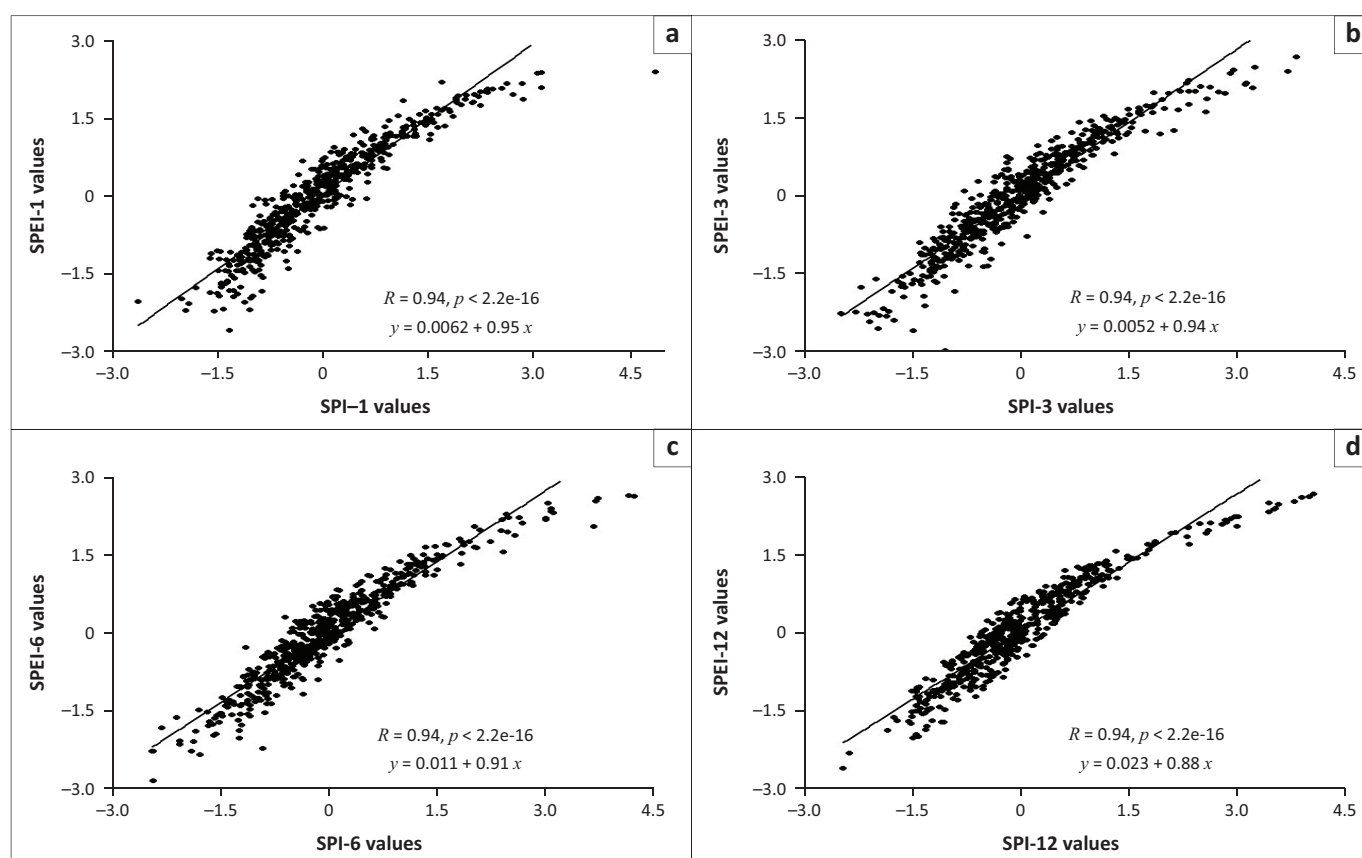 a
3.0
1.5
0
–1.5
–3.0
SPEI-1 values
R = 0.94, p < 2.2e-16
y = 0.0062 + 0.95 x
–3.0 –1.5 0 1.5 3.0 4.5
SPI–1 values
b
3.0
1.5
0
–1.5
–3.0
SPEI-3 values
R = 0.94, p < 2.2e-16
y = 0.0052 + 0.94 x
–3.0 –1.5 0 1.5 3.0 4.5
SPI-3 values
c
3.0
1.5
0
–1.5
–3.0
SPEI-6 values
R = 0.94, p < 2.2e-16
y = 0.011 + 0.91 x
–3.0 –1.5 0 1.5 3.0 4.5
SPI-6 values
d
3.0
1.5
0
–1.5
–3.0
SPEI-12 values
R = 0.94, p < 2.2e-16
y = 0.023 + 0.88 x
–3.0 –1.5 0 1.5 3.0 4.5
SPI-12 values